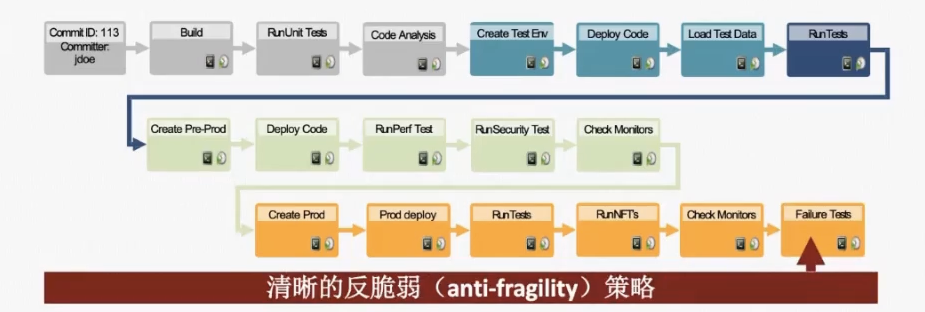 Commit ID: 113
Committer:
jdoe
Build
RunUnit Tests
Code Analysis
Create Test Env
Deploy Code
Load Test Data
RunTests
Create Pre-Prod
Deploy Code
RunPerf Test
RunSecurity Test
Check Monitors
Create Prod
Prod deploy
RunTests
RunNFT's
Check Monitors
Failure Tests
清晰的反脆弱（anti-fragility）策略